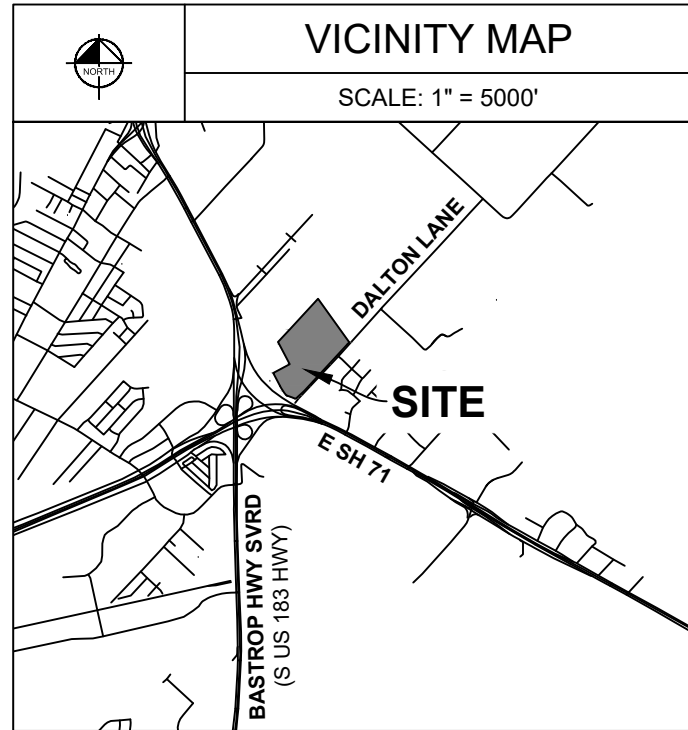 NORTH
VICINITY MAP
SCALE: 1" = 5000'
DALTON LANE
SITE
E SH 71
BASTROP HWY SVRD
(S US 183 HWY)